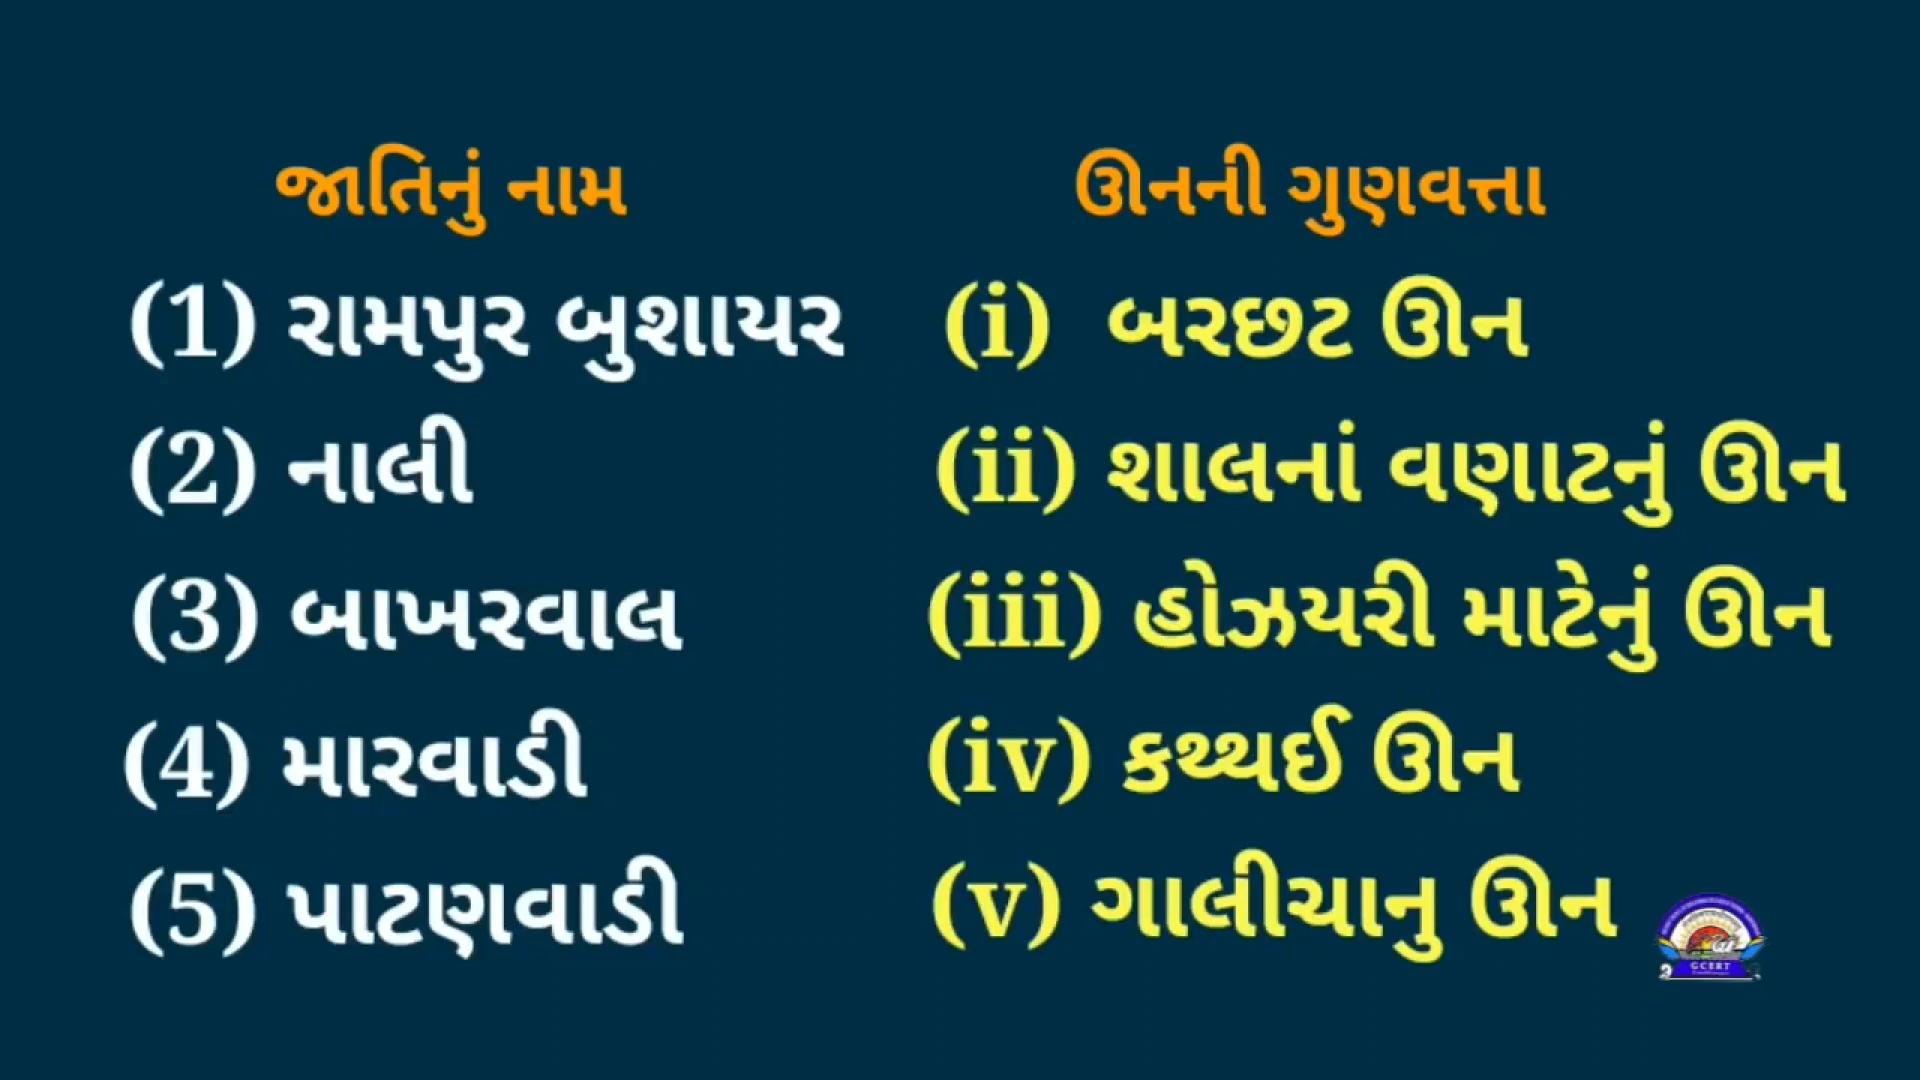 જાતિનું નામ ઊનની ગુણવત્તા
(1) રામપુર બુશાયર (i) બરછટ ઊન
(2) નાલી (ii) શાલનાં વણાટનું ઊન
(3) બાખરવાલ (iii) હોઝયરી માટેનું ઊન
(4) મારવાડી (iv) કથ્થઈ ઊન
(5) પાટણવાડી (v) ગાલીચાનુ ઊન
GCERT